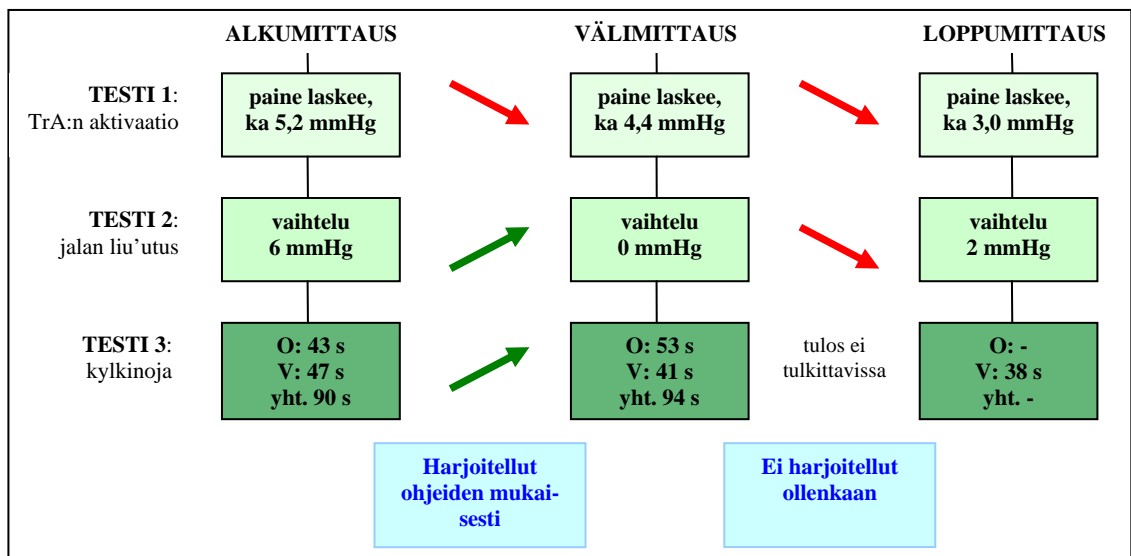 ALKUMITTAUS
VÄLIMITTAUS
LOPPUMITTAUS
TESTI 1:
TrA:n aktivaatio
paine laskee,
ka 5,2 mmHg
paine laskee,
ka 4,4 mmHg
paine laskee,
ka 3,0 mmHg
TESTI 2:
jalan liu’utus
vaihtelu
6 mmHg
vaihtelu
0 mmHg
vaihtelu
2 mmHg
TESTI 3:
kylkinoja
O: 43 s
V: 47 s
yht. 90 s
O: 53 s
V: 41 s
yht. 94 s
tulos ei
tulkittavissa
O: -
V: 38 s
yht. -
Harjoitellut
ohjeiden mukai-
sesti
Ei harjoitellut
ollenkaan